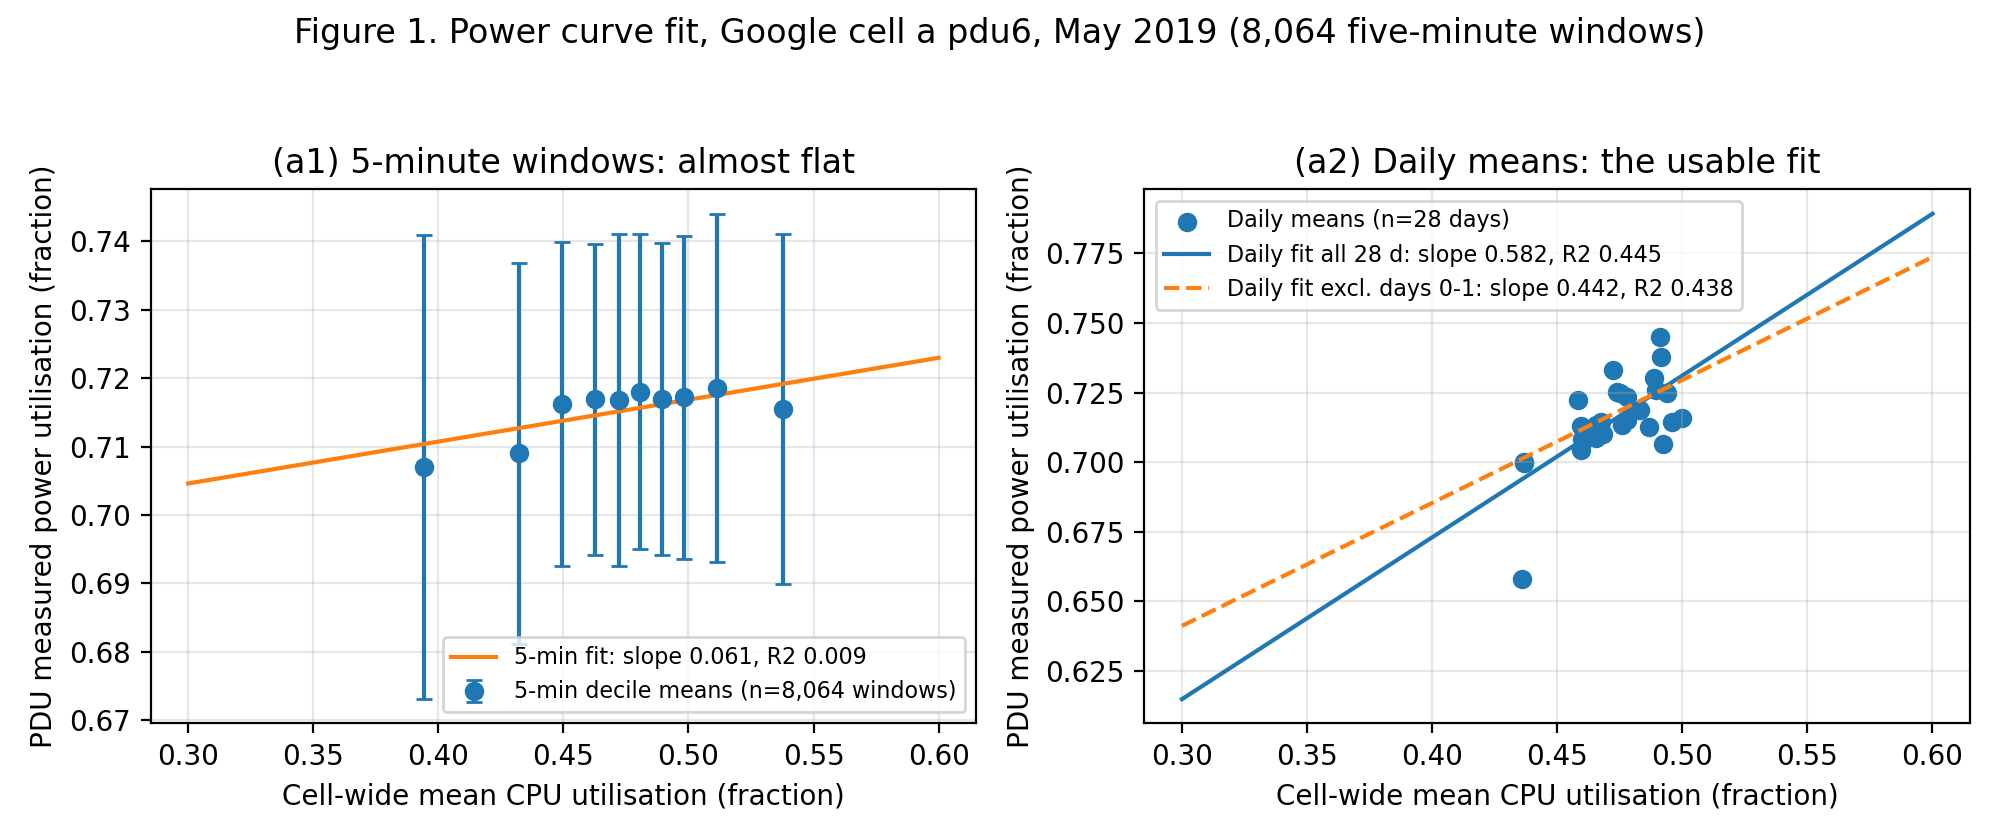 Figure 1. Power curve fit, Google cell a pdu6, May 2019 (8,064 five-minute windows)
(a1) 5-minute windows: almost flat
PDU measured power utilisation (fraction)
0.74
0.73
0.72
0.71
0.70
0.69
0.68
0.67
5-min fit: slope 0.061, R2 0.009
5-min decile means (n=8,064 windows)
0.30 0.35 0.40 0.45 0.50 0.55 0.60
Cell-wide mean CPU utilisation (fraction)
(a2) Daily means: the usable fit
PDU measured power utilisation (fraction)
Daily means (n=28 days)
Daily fit all 28 d: slope 0.582, R2 0.445
Daily fit excl. days 0-1: slope 0.442, R2 0.438
0.775
0.750
0.725
0.700
0.675
0.650
0.625
0.30 0.35 0.40 0.45 0.50 0.55 0.60
Cell-wide mean CPU utilisation (fraction)